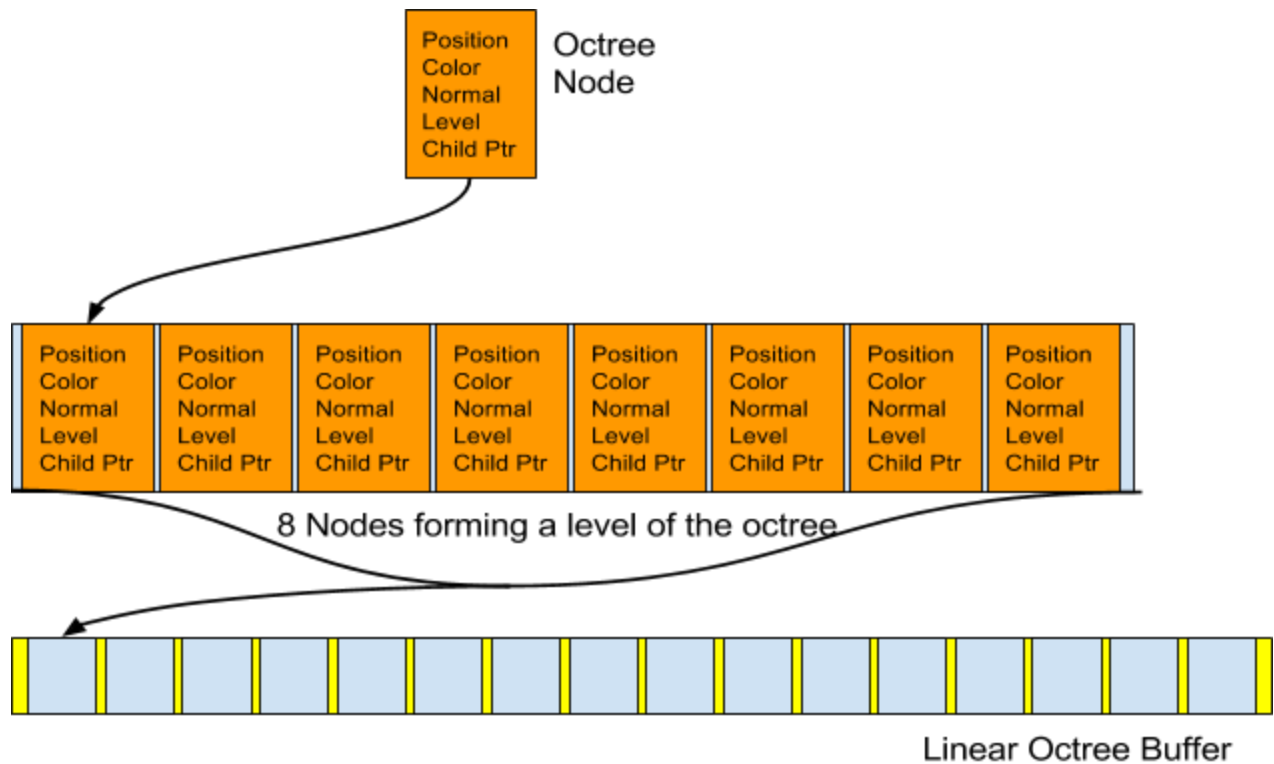 Position
Color
Normal
Level
Child Ptr
Octree
Node
Position
Color
Normal
Level
Child Ptr
Position
Color
Normal
Level
Child Ptr
Position
Color
Normal
Level
Child Ptr
Position
Color
Normal
Level
Child Ptr
Position
Color
Normal
Level
Child Ptr
Position
Color
Normal
Level
Child Ptr
Position
Color
Normal
Level
Child Ptr
Position
Color
Normal
Level
Child Ptr
8 Nodes forming a level of the octree
Linear Octree Buffer